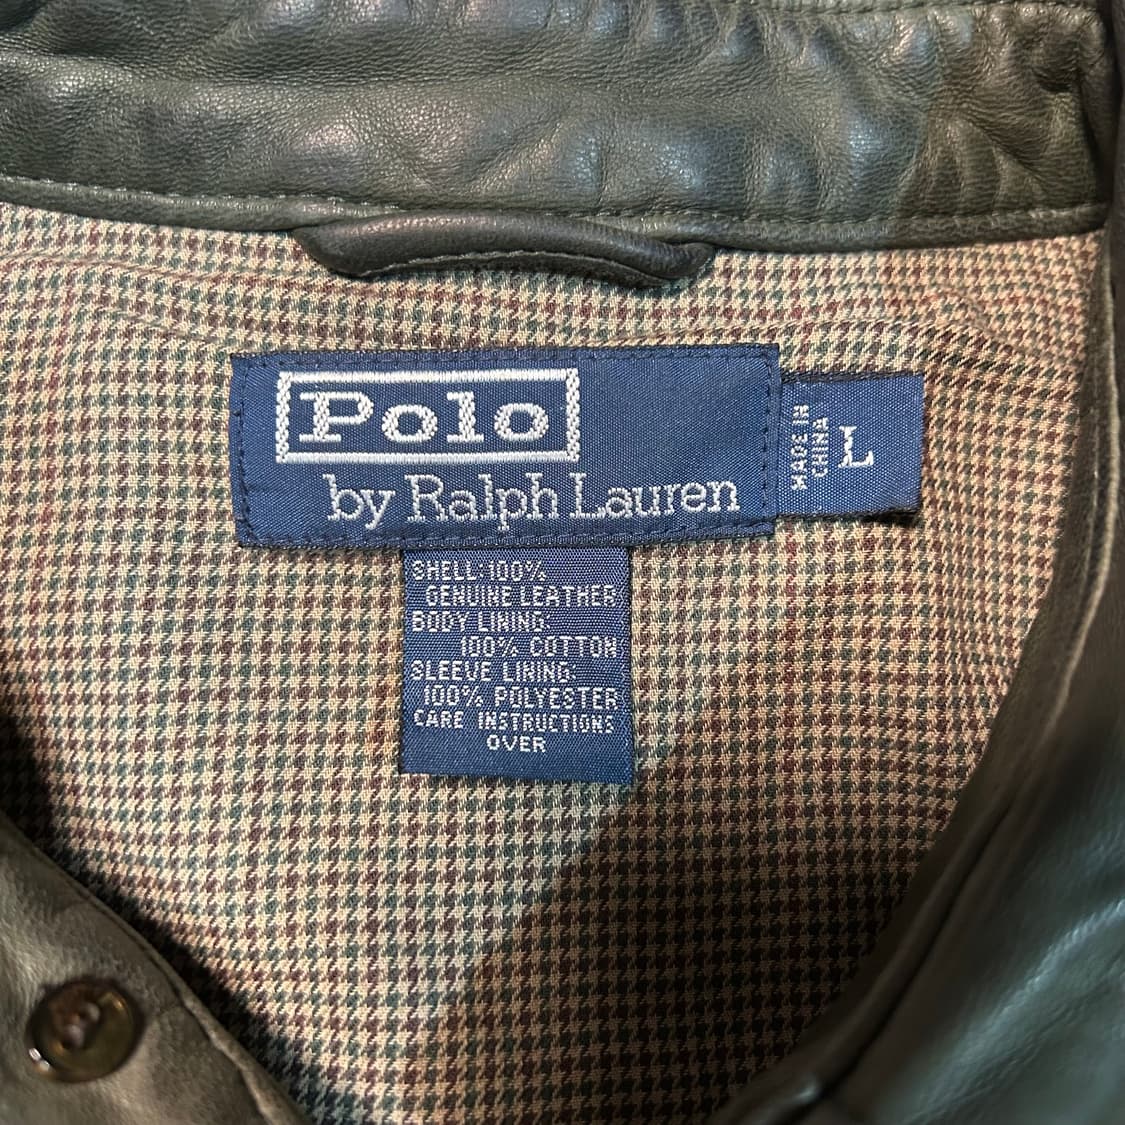 Polo
by Ralph Lauren
MADE IN
CHINA
L
SHELL: 100%
GENUINE LEATHER
BODY LINING:
100% COTTON
SLEEVE LINING:
100% POLYESTER
CARE INSTRUCTIONS
OVER